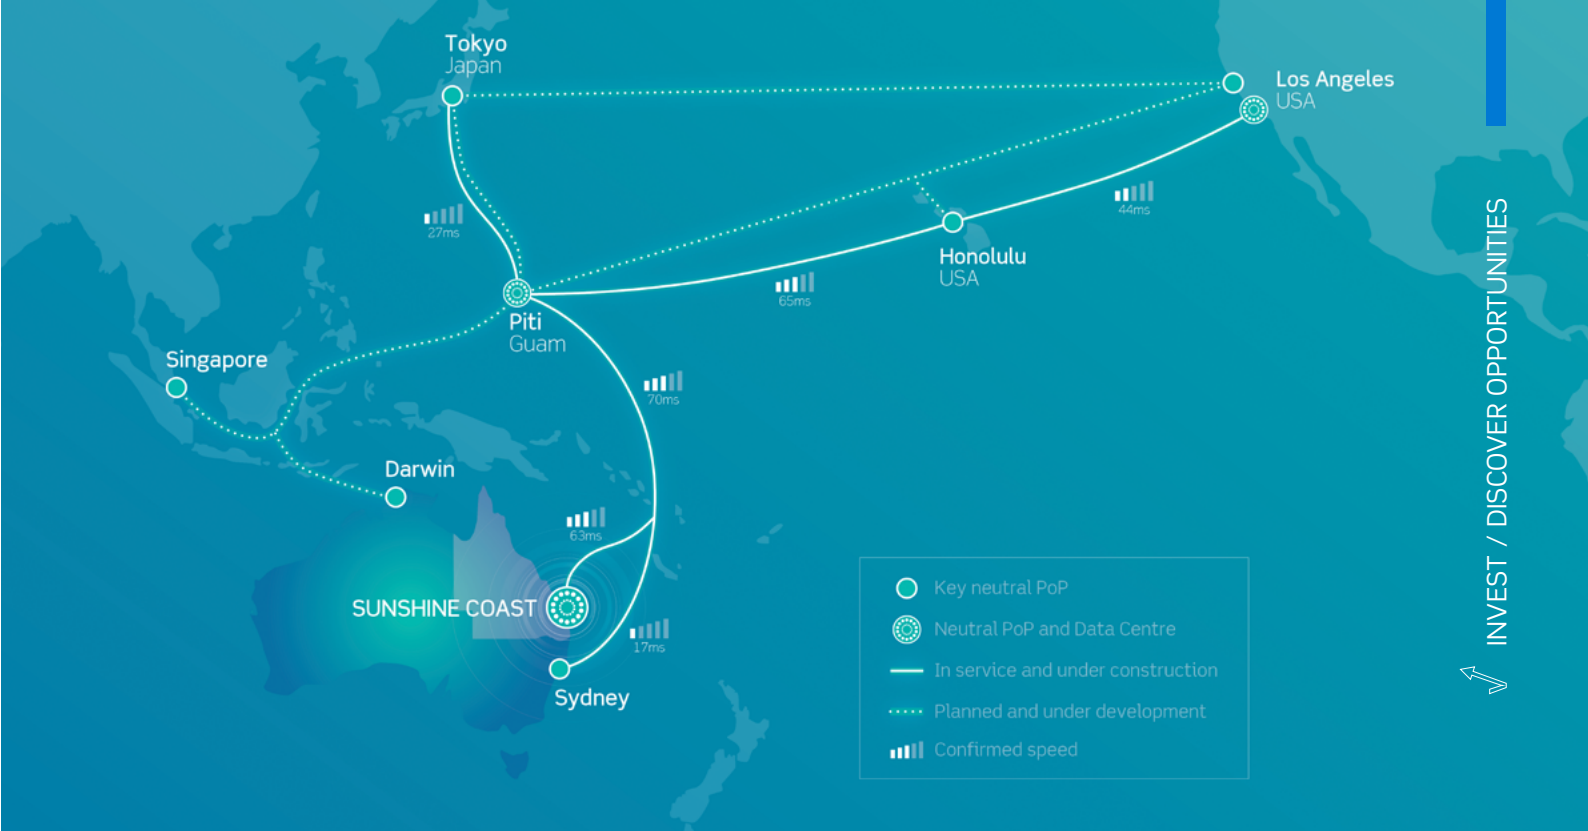 Tokyo
Japan
Los Angeles
USA
44ms
27ms
Honolulu
USA
65ms
Piti
Guam
Singapore
70ms
Darwin
63ms
SUNSHINE COAST
17ms
Sydney
Key neutral PoP
Neutral PoP and Data Centre
In service and under construction
Planned and under development
Confirmed speed
INVEST / DISCOVER OPPORTUNITIES